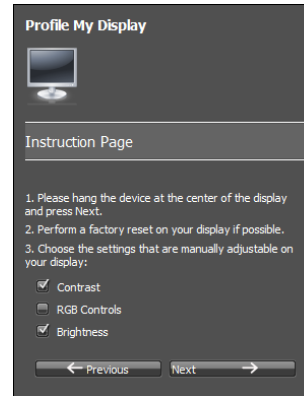 Profile My Display
Instruction Page
1. Please hang the device at the center of the display
and press Next.
2. Perform a factory reset on your display if possible.
3. Choose the settings that are manually adjustable on
your display:
Contrast
RGB Controls
Brightness
Previous
Next